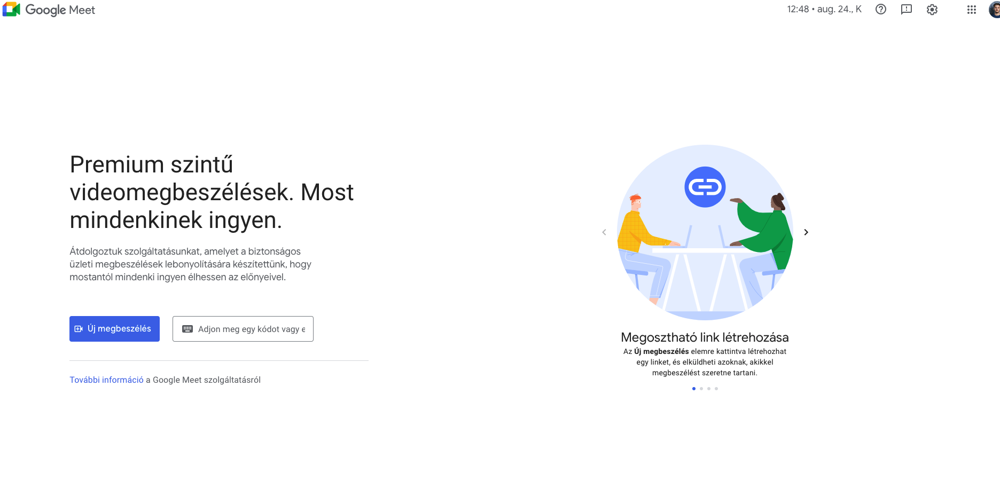 Google Meet
12:48 • aug. 24., K
Premium szintű
videomegbeszélések. Most
mindenkinek ingyen.
Átdolgoztuk szolgáltatásunkat, amelyet a biztonságos
üzleti megbeszélések lebonyolítására készítettünk, hogy
mostantól mindenki ingyen élhessen az előnyeivel.
Új megbeszélés
Adjon meg egy kódot vagy e
További információ a Google Meet szolgáltatásról
Megosztható link létrehozása
Az Új megbeszélés elemre kattintva létrehozhat
egy linket, és elküldheti azoknak, akikkel
megbeszélést szeretne tartani.